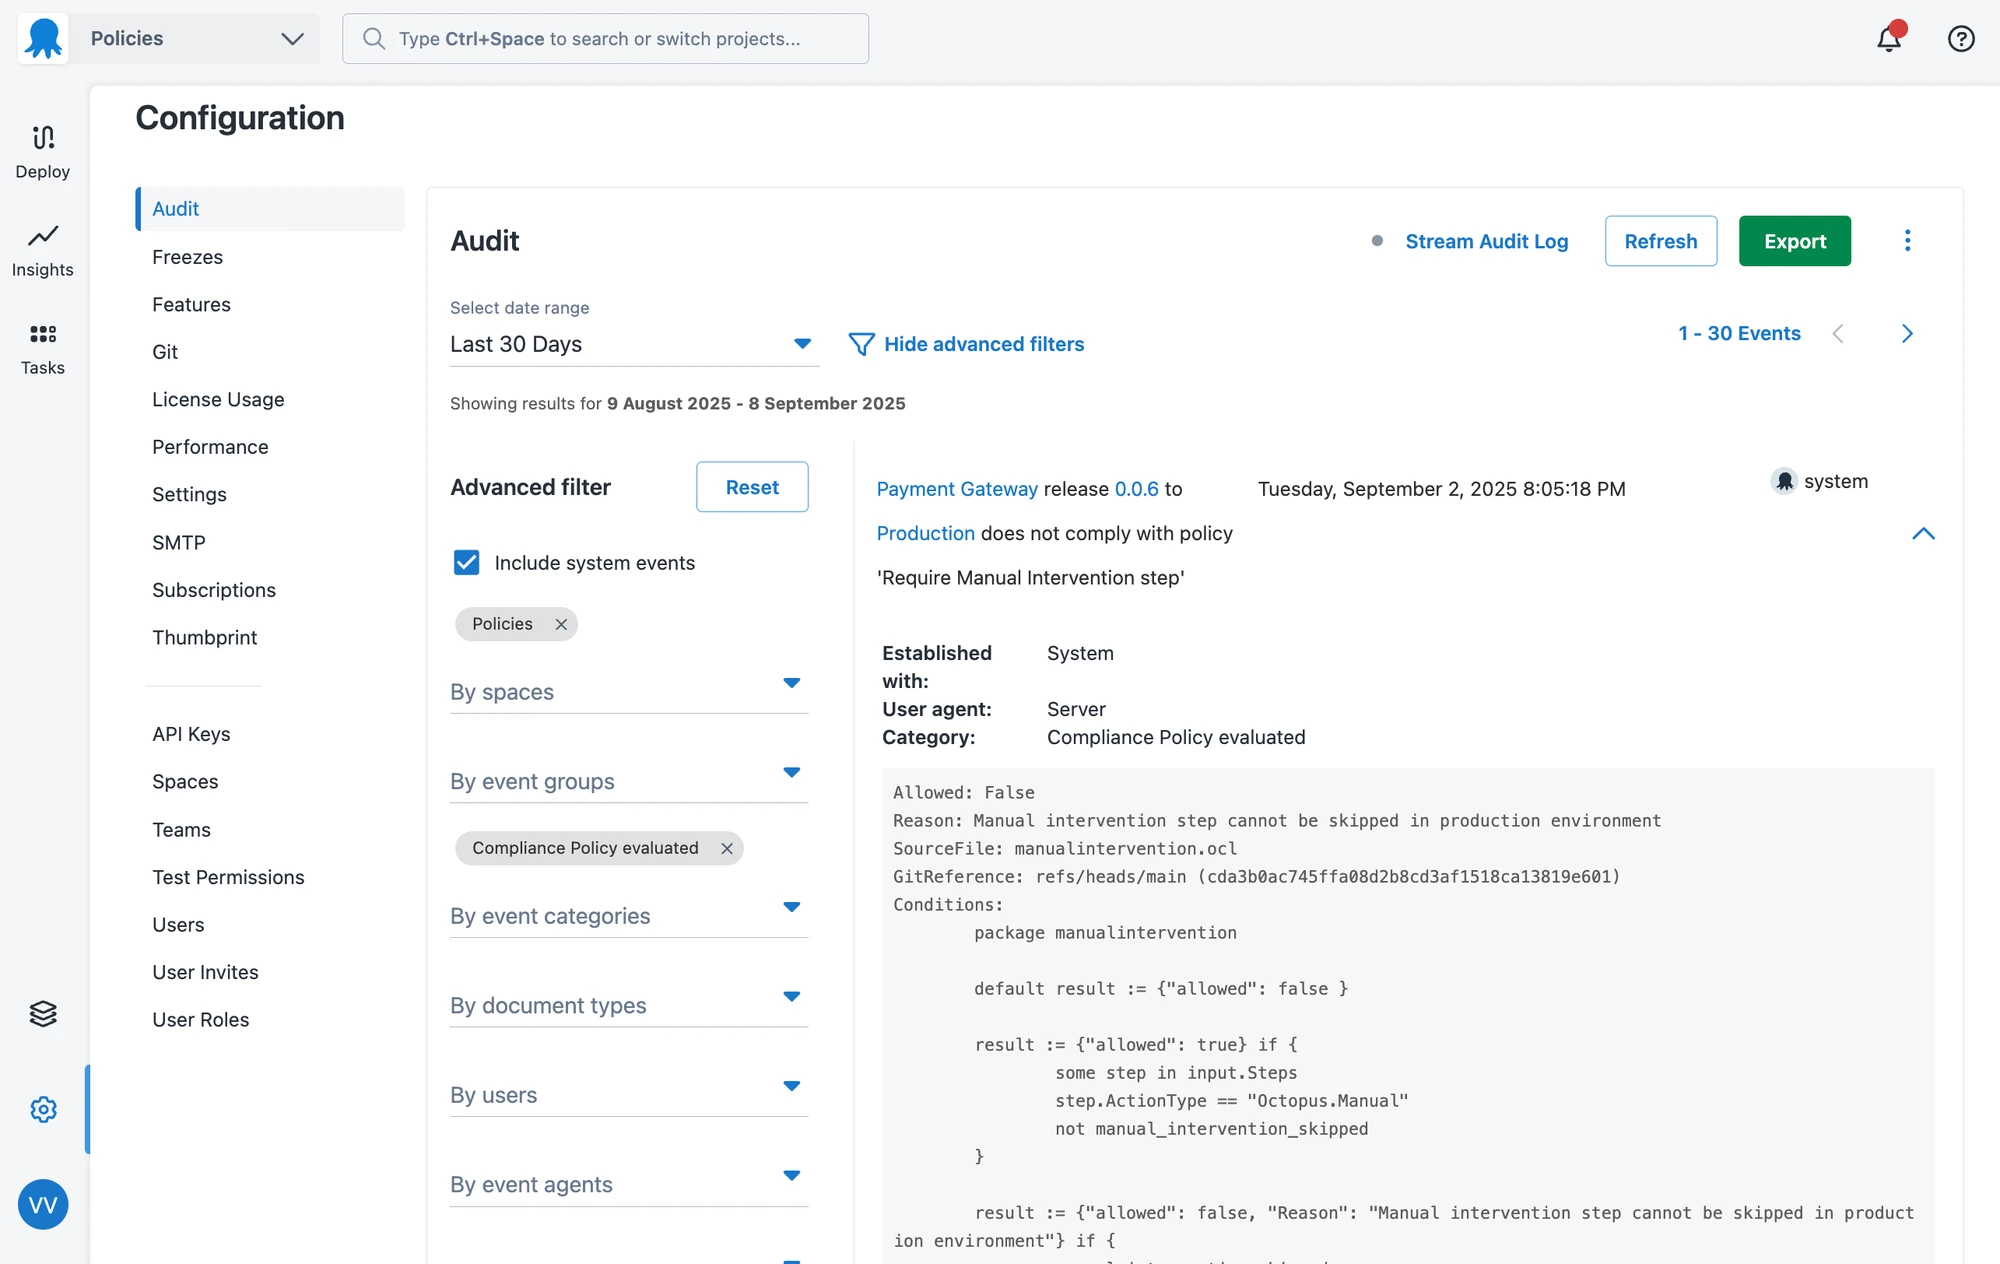 Policies
Type Ctrl+Space to search or switch projects...
Deploy
Insights
Tasks
VV
Configuration
Audit
Freezes
Features
Git
License Usage
Performance
Settings
SMTP
Subscriptions
Thumbprint
API Keys
Spaces
Teams
Test Permissions
Users
User Invites
User Roles
Audit
Stream Audit Log
Refresh
Export
Select date range
Last 30 Days
Hide advanced filters
1 - 30 Events
Showing results for 9 August 2025 - 8 September 2025
Advanced filter
Reset
Include system events
Policies
By spaces
By event groups
Compliance Policy evaluated
By event categories
By document types
By users
By event agents
Payment Gateway release 0.0.6 to
Production does not comply with policy
'Require Manual Intervention step'
Tuesday, September 2, 2025 8:05:18 PM
system
Established with: System
User agent: Server
Category: Compliance Policy evaluated
Allowed: False
Reason: Manual intervention step cannot be skipped in production environment
SourceFile: manualintervention.ocl
GitReference: refs/heads/main (cda3b0ac745ffa08d2b8cd3af1518ca13819e601)
Conditions:
package manualintervention
default result := {"allowed": false }
result := {"allowed": true} if {
some step in input.Steps
step.ActionType == "Octopus.Manual"
not manual_intervention_skipped
}
result := {"allowed": false, "Reason": "Manual intervention step cannot be skipped in product
ion environment"} if {